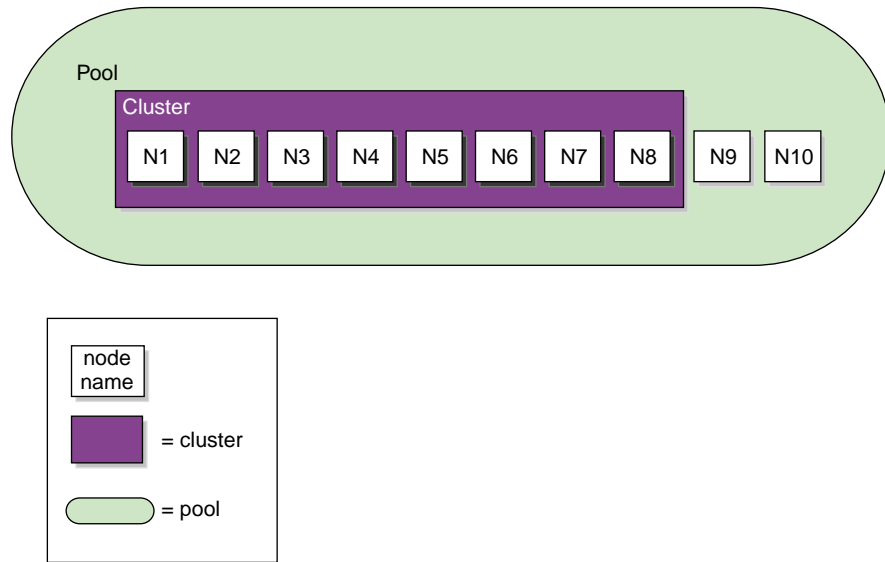 Pool
Cluster
N1 N2 N3 N4 N5 N6 N7 N8 N9 N10
node
name
= cluster
= pool